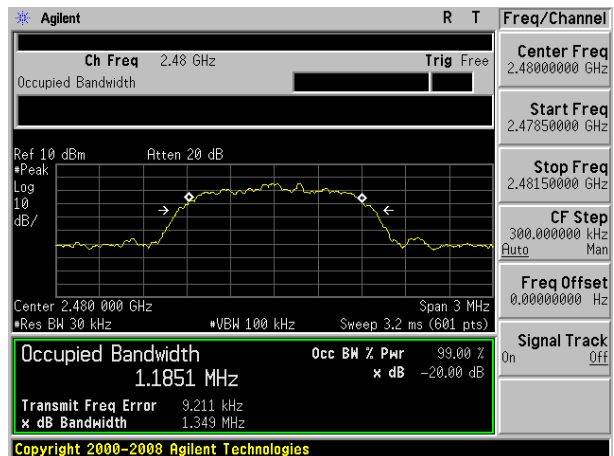 Agilent R T Freq/Channel
Ch Freq 2.48 GHz Trig Free
Occupied Bandwidth
Center Freq
2.48000000 GHz
Start Freq
2.47850000 GHz
Stop Freq
2.48150000 GHz
CF Step
300.000000 kHz
Auto Man
Freq Offset
0.00000000 Hz
Signal Track
On Off
Ref 10 dBm Atten 20 dB
#Peak
Log
10
dB/
Center 2.480 000 GHz Span 3 MHz
#Res BW 30 kHz #VBW 100 kHz Sweep 3.2 ms (601 pts)
Occupied Bandwidth Occ BW % Pwr 99.00 %
1.1851 MHz x dB -20.00 dB
Transmit Freq Error 9.211 kHz
x dB Bandwidth 1.349 MHz
Copyright 2000-2008 Agilent Technologies